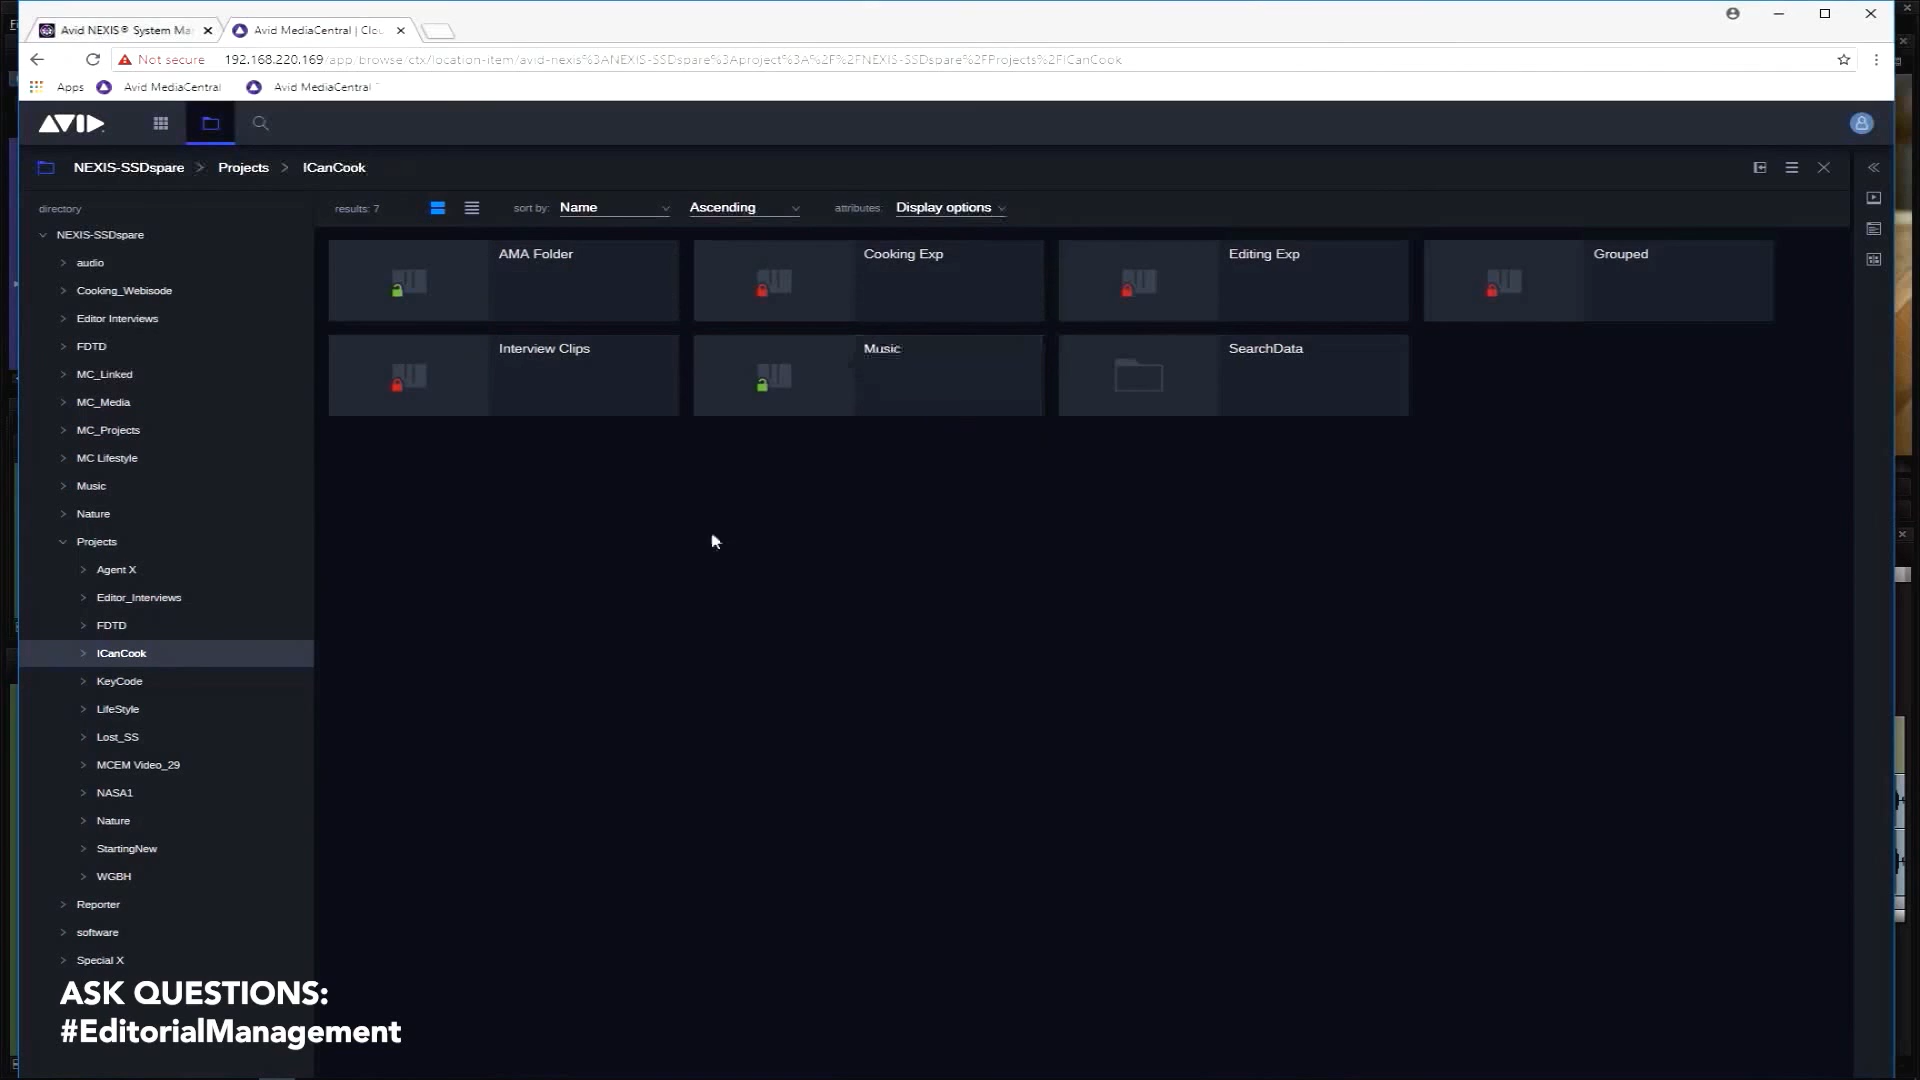 Avid NEXIS® System Ma
Avid MediaCentral | Clo
Not secure
192.168.220.169/app/browse/ctx/location-item/avid-nexis%3ANEXIS-SSDspare%3Aproject%3A%2F%2FNEXIS-SSDspare%2FProjects%2FICanCook
Apps
Avid MediaCentral
Avid MediaCentral
AVID
NEXIS-SSDspare > Projects > ICanCook
directory
results: 7
sort by: Name
Ascending
attributes: Display options
NEXIS-SSDspare
audio
Cooking_Webisode
Editor Interviews
FDTD
MC_Linked
MC_Media
MC_Projects
MC Lifestyle
Music
Nature
Projects
Agent X
Editor_Interviews
FDTD
ICanCook
KeyCode
LifeStyle
Lost_SS
MCEM Video_29
NASA1
Nature
StartingNew
WGBH
Reporter
software
Special X
AMA Folder
Cooking Exp
Editing Exp
Grouped
Interview Clips
Music
SearchData
ASK QUESTIONS:
#EditorialManagement